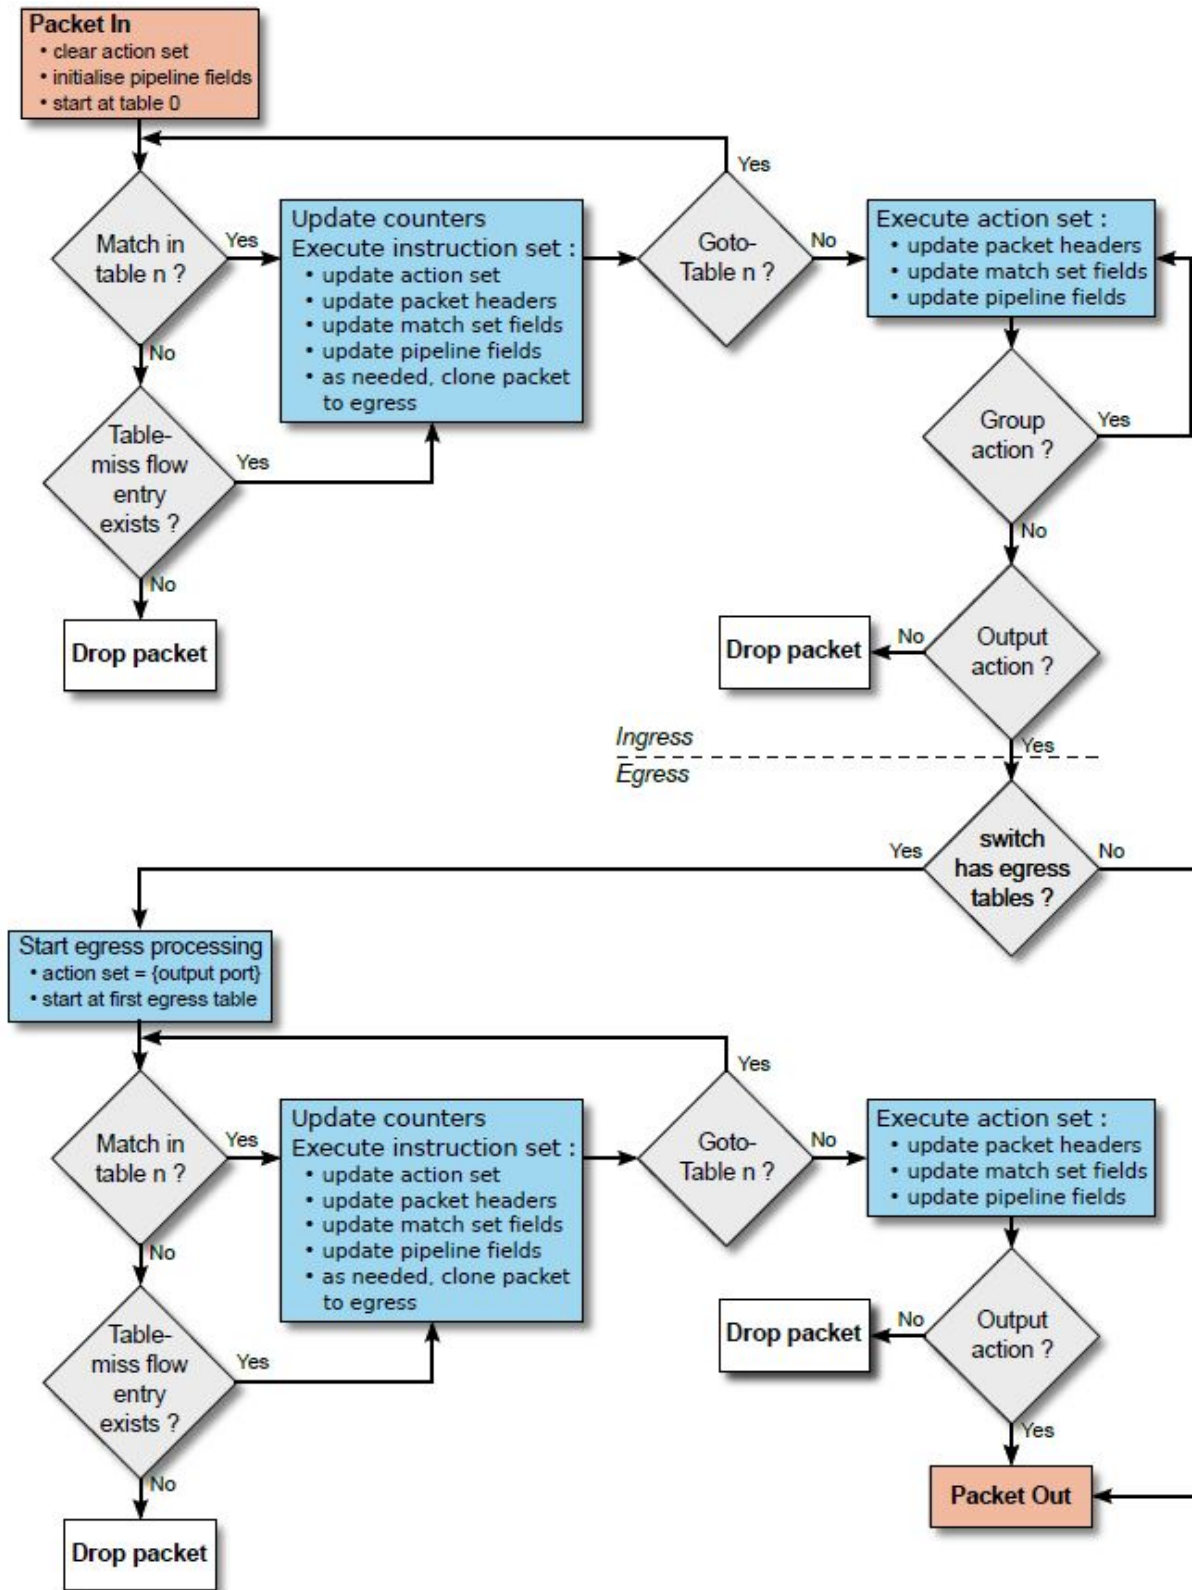 Packet In
• clear action set
• initialise pipeline fields
• start at table 0
Match in
table n ?
Yes
No
Update counters
Execute instruction set :
• update action set
• update packet headers
• update match set fields
• update pipeline fields
• as needed, clone packet
to egress
Goto-
Table n ?
Yes
No
Execute action set :
• update packet headers
• update match set fields
• update pipeline fields
Table-
miss flow
entry
exists ?
Yes
No
Drop packet
Group
action ?
Yes
No
Output
action ?
No
Drop packet
Yes
Ingress
Egress
switch
has egress
tables ?
Yes
No
Start egress processing
• action set = {output port}
• start at first egress table
Match in
table n ?
Yes
No
Update counters
Execute instruction set :
• update action set
• update packet headers
• update match set fields
• update pipeline fields
• as needed, clone packet
to egress
Goto-
Table n ?
Yes
No
Execute action set :
• update packet headers
• update match set fields
• update pipeline fields
Table-
miss flow
entry
exists ?
Yes
No
Drop packet
Output
action ?
No
Drop packet
Yes
Packet Out